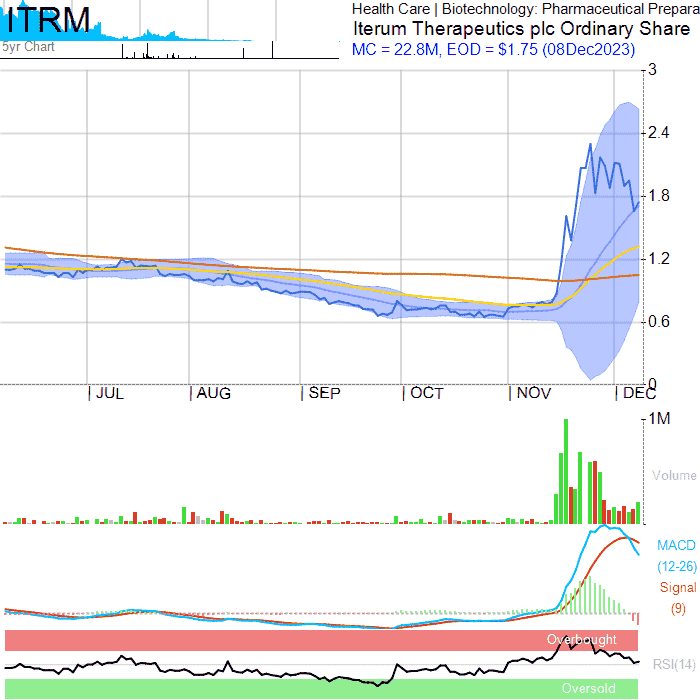 ITRM
Health Care | Biotechnology: Pharmaceutical Prepara
Iterum Therapeutics plc Ordinary Share
5yr Chart
MC = 22.8M, EOD = $1.75 (08Dec2023)
3
2.4
1.8
1.2
0.6
0
JUL AUG SEP OCT NOV DEC
1M
Volume
MACD
(12-26)
Signal
(9)
Overbought
RSI(14)
Oversold